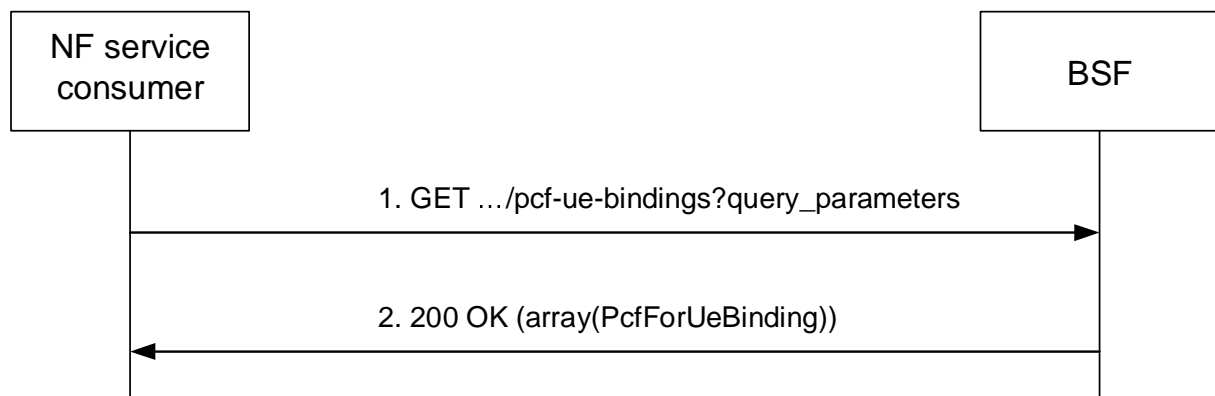 NF service
consumer
BSF
1. GET …/pcf-ue-bindings?query_parameters
2. 200 OK (array(PcfForUeBinding))